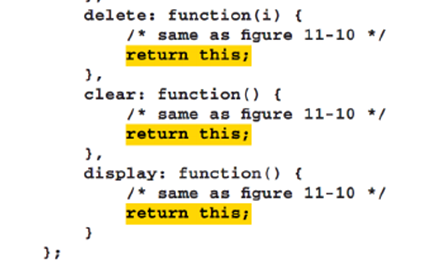 delete: function(i) {
/* same as figure 11-10 */
return this;
},
clear: function() {
/* same as figure 11-10 */
return this;
},
display: function() {
/* same as figure 11-10 */
return this;
}
};